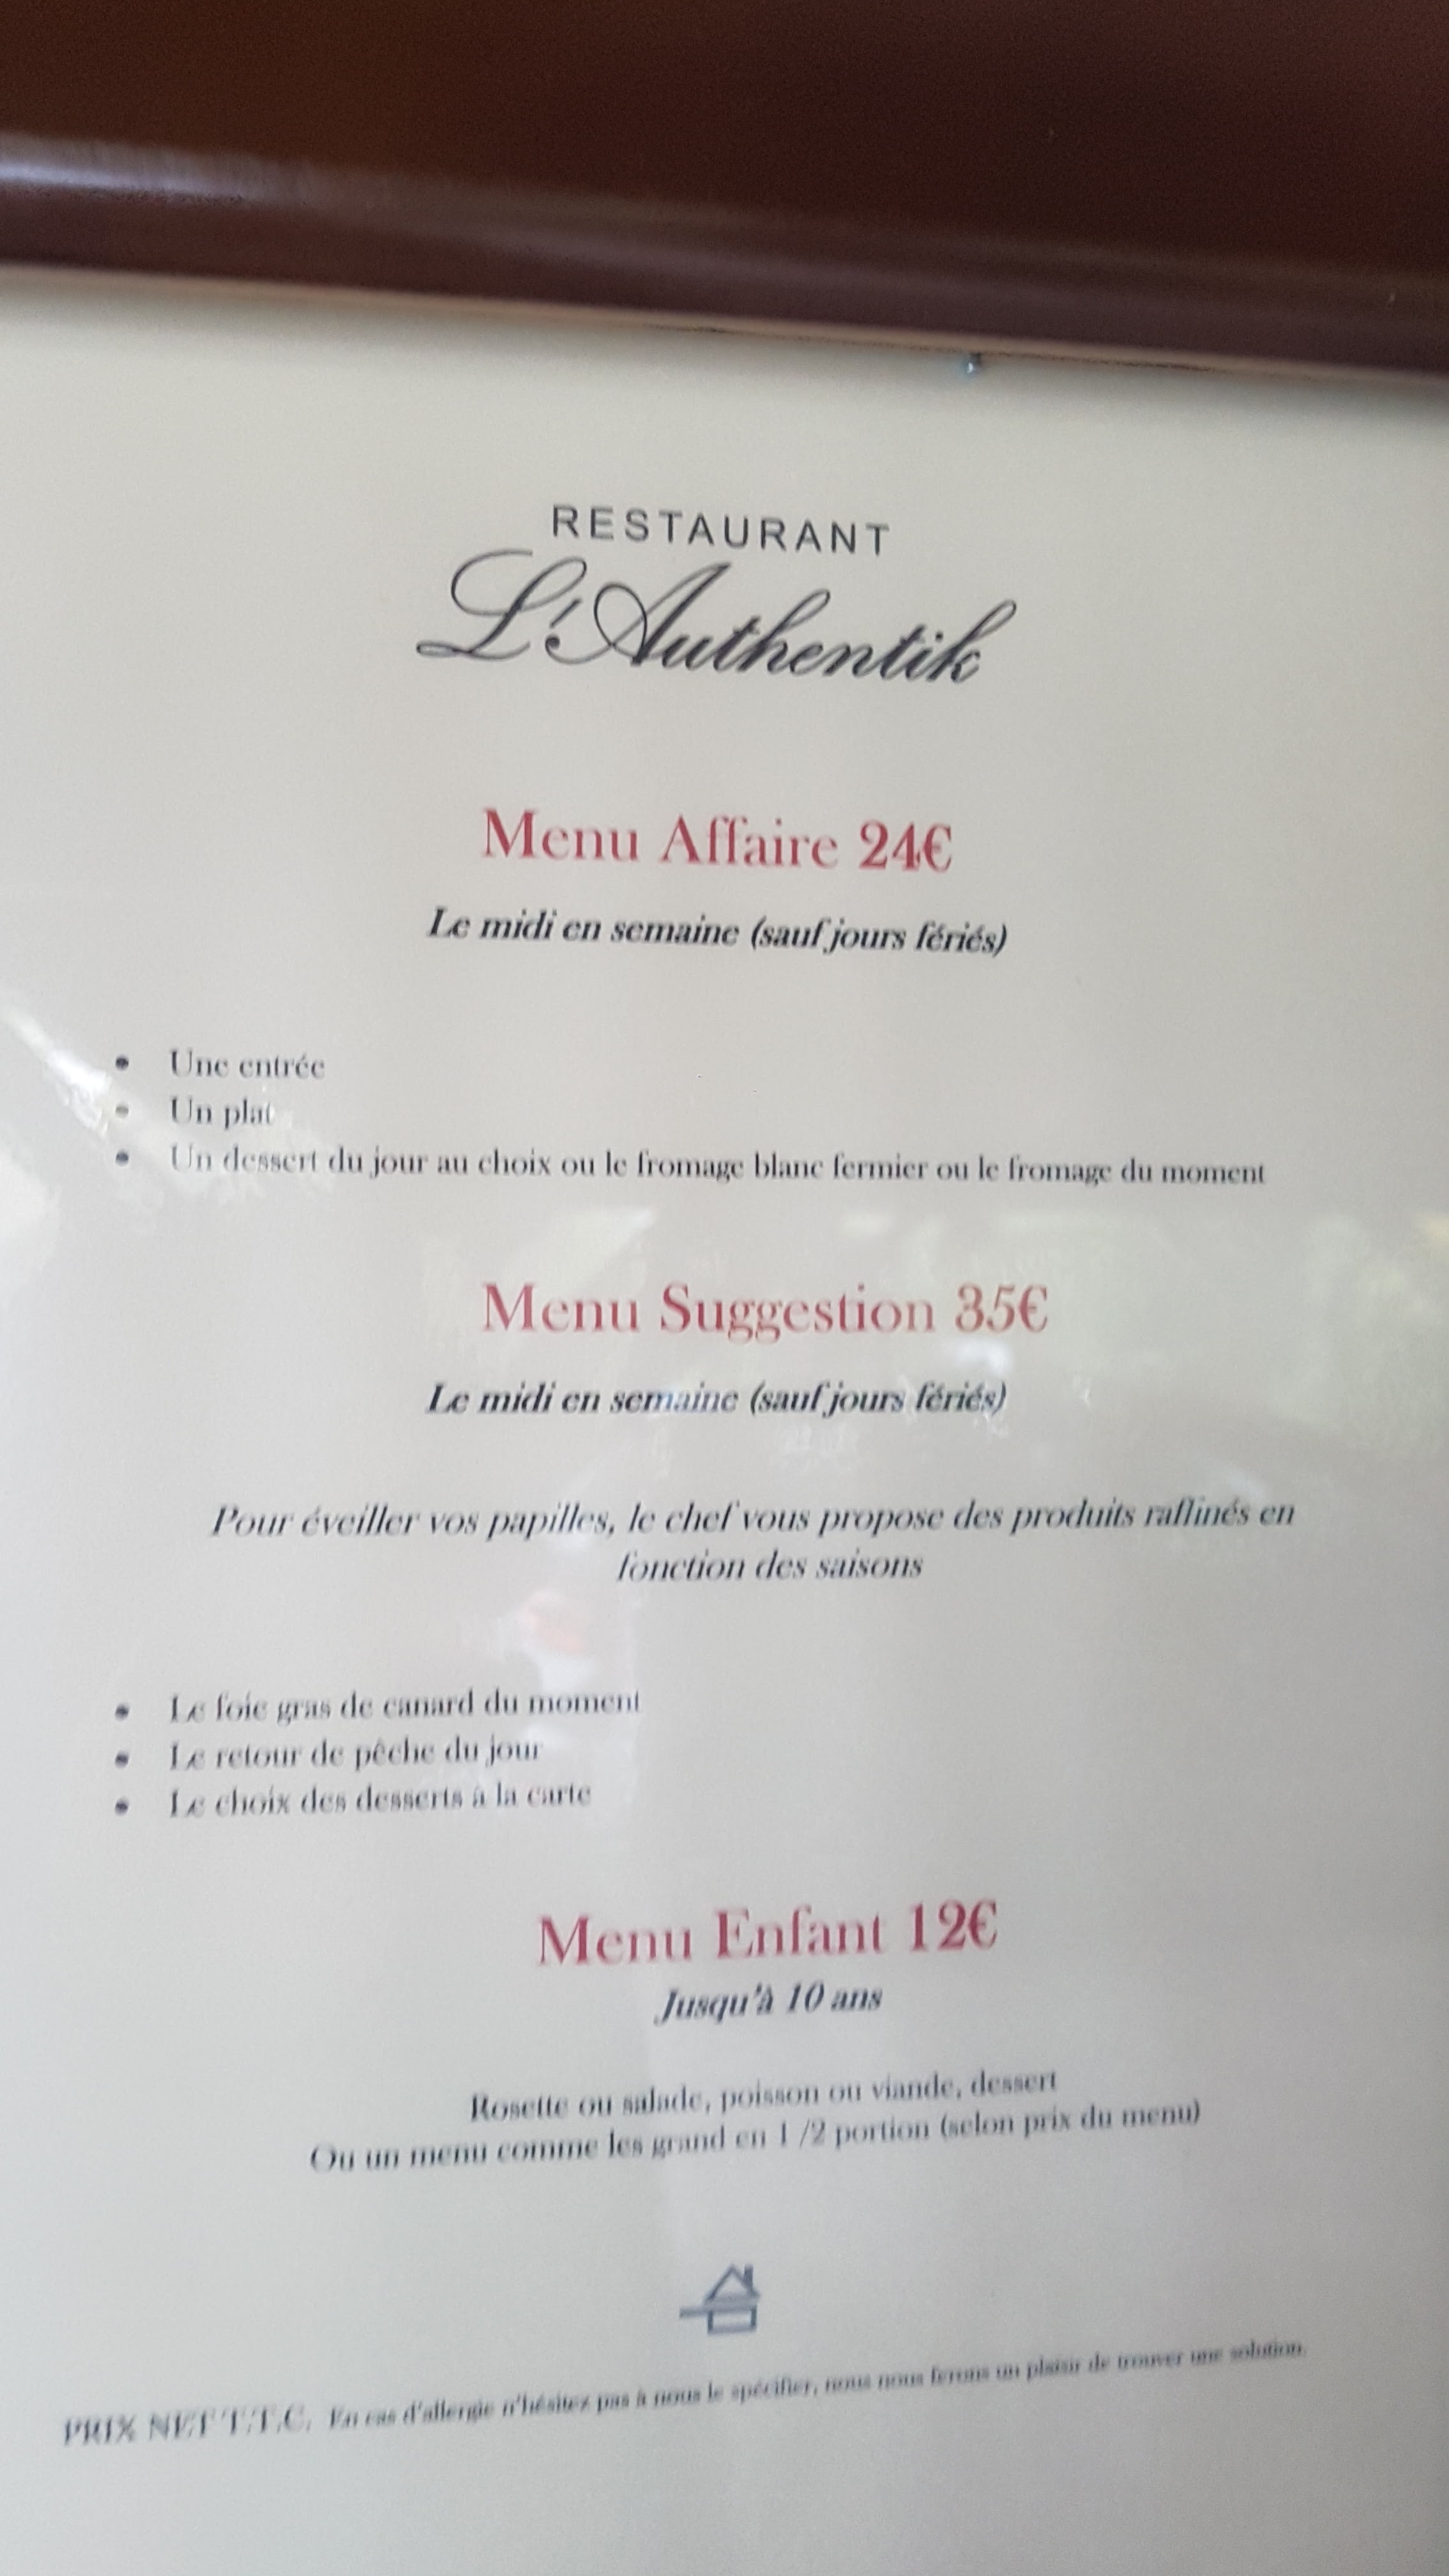 RESTAURANT
L'Authentik
Menu Affaire 24€
Le midi en semaine (sauf jours fériés)
• Une entrée
• Un plat
• Un dessert du jour au choix ou le fromage blanc fermier ou le fromage du moment
Menu Suggestion 35€
Le midi en semaine (sauf jours fériés)
Pour éveiller vos papilles, le chef vous propose des produits raffinés en
fonction des saisons
• Le foie gras de canard du moment
• Le retour de pêche du jour
• Le choix des desserts à la carte
Menu Enfant 12€
Jusqu'à 10 ans
Rosette ou salade, poisson ou viande, dessert
Ou un menu comme les grand en 1 /2 portion (selon prix du menu)
PRIX NET T.T.C. En cas d'allergie n'hésitez pas à nous le spécifier, nous nous ferons un plaisir de trouver une solution.